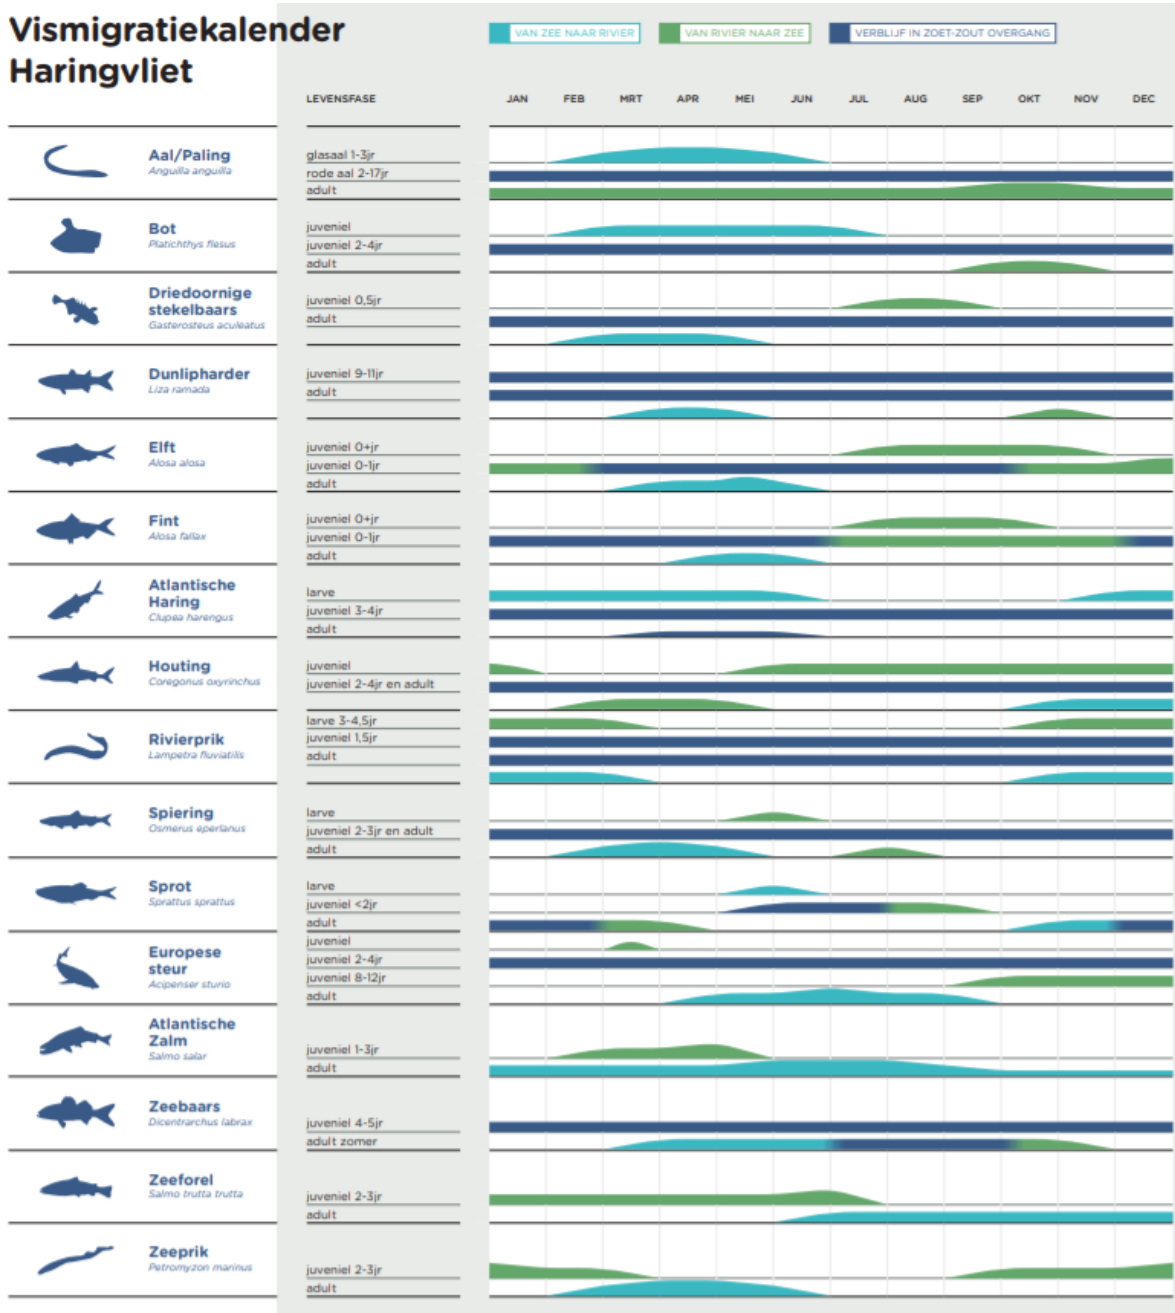 Vismigratiekalender
Haringvliet
VAN ZEE NAAR RIVIER
VAN RIVIER NAAR ZEE
VERBLIJF IN ZOET-ZOUT OVERGANG
LEVENSFASE JAN FEB MRT APR MEI JUN JUL AUG SEP OKT NOV DEC
Aal/Paling
Anguilla anguilla
glasaal 1-3jr
rode aal 2-17jr
adult
Bot
Platichthys flesus
juveniel
juveniel 2-4jr
adult
Driedoornige
stekelbaars
Gasterosteus aculeatus
juveniel 0,5jr
adult
Dunlipharder
Liza ramada
juveniel 9-11jr
adult
Elft
Alosa alosa
juveniel 0+jr
juveniel 0-1jr
adult
Fint
Alosa fallax
juveniel 0+jr
juveniel 0-1jr
adult
Atlantische
Haring
Clupea harengus
larve
juveniel 3-4jr
adult
Houting
Coregonus oxyrinchus
juveniel
juveniel 2-4jr en adult
Rivierprik
Lampetra fluviatilis
larve 3-4,5jr
juveniel 1,5jr
adult
Spiering
Osmerus eperlanus
larve
juveniel 2-3jr en adult
adult
Sprot
Sprattus sprattus
larve
juveniel <2jr
adult
Europese
steur
Acipenser sturio
juveniel
juveniel 2-4jr
juveniel 8-12jr
adult
Atlantische
Zalm
Salmo salar
juveniel 1-3jr
adult
Zeebaars
Dicentrarchus labrax
juveniel 4-5jr
adult zomer
Zeeforel
Salmo trutta trutta
juveniel 2-3jr
adult
Zeeprik
Petromyzon marinus
juveniel 2-3jr
adult